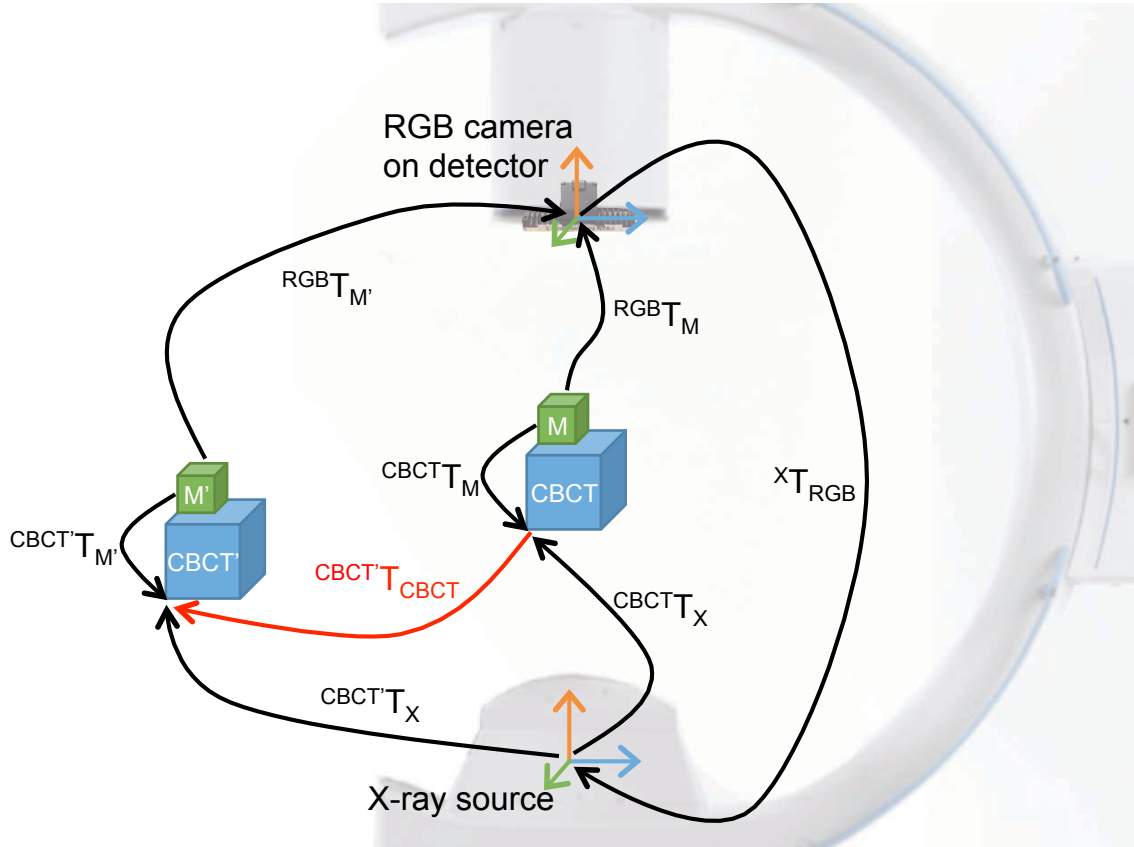 RGB camera
on detector
RGBTM'
RGBTM
M
CBCTTM
CBCT
XTRGB
M'
CBCT'TM'
CBCT'
CBCT'TCBCT
CBCTTX
CBCT'TX
X-ray source